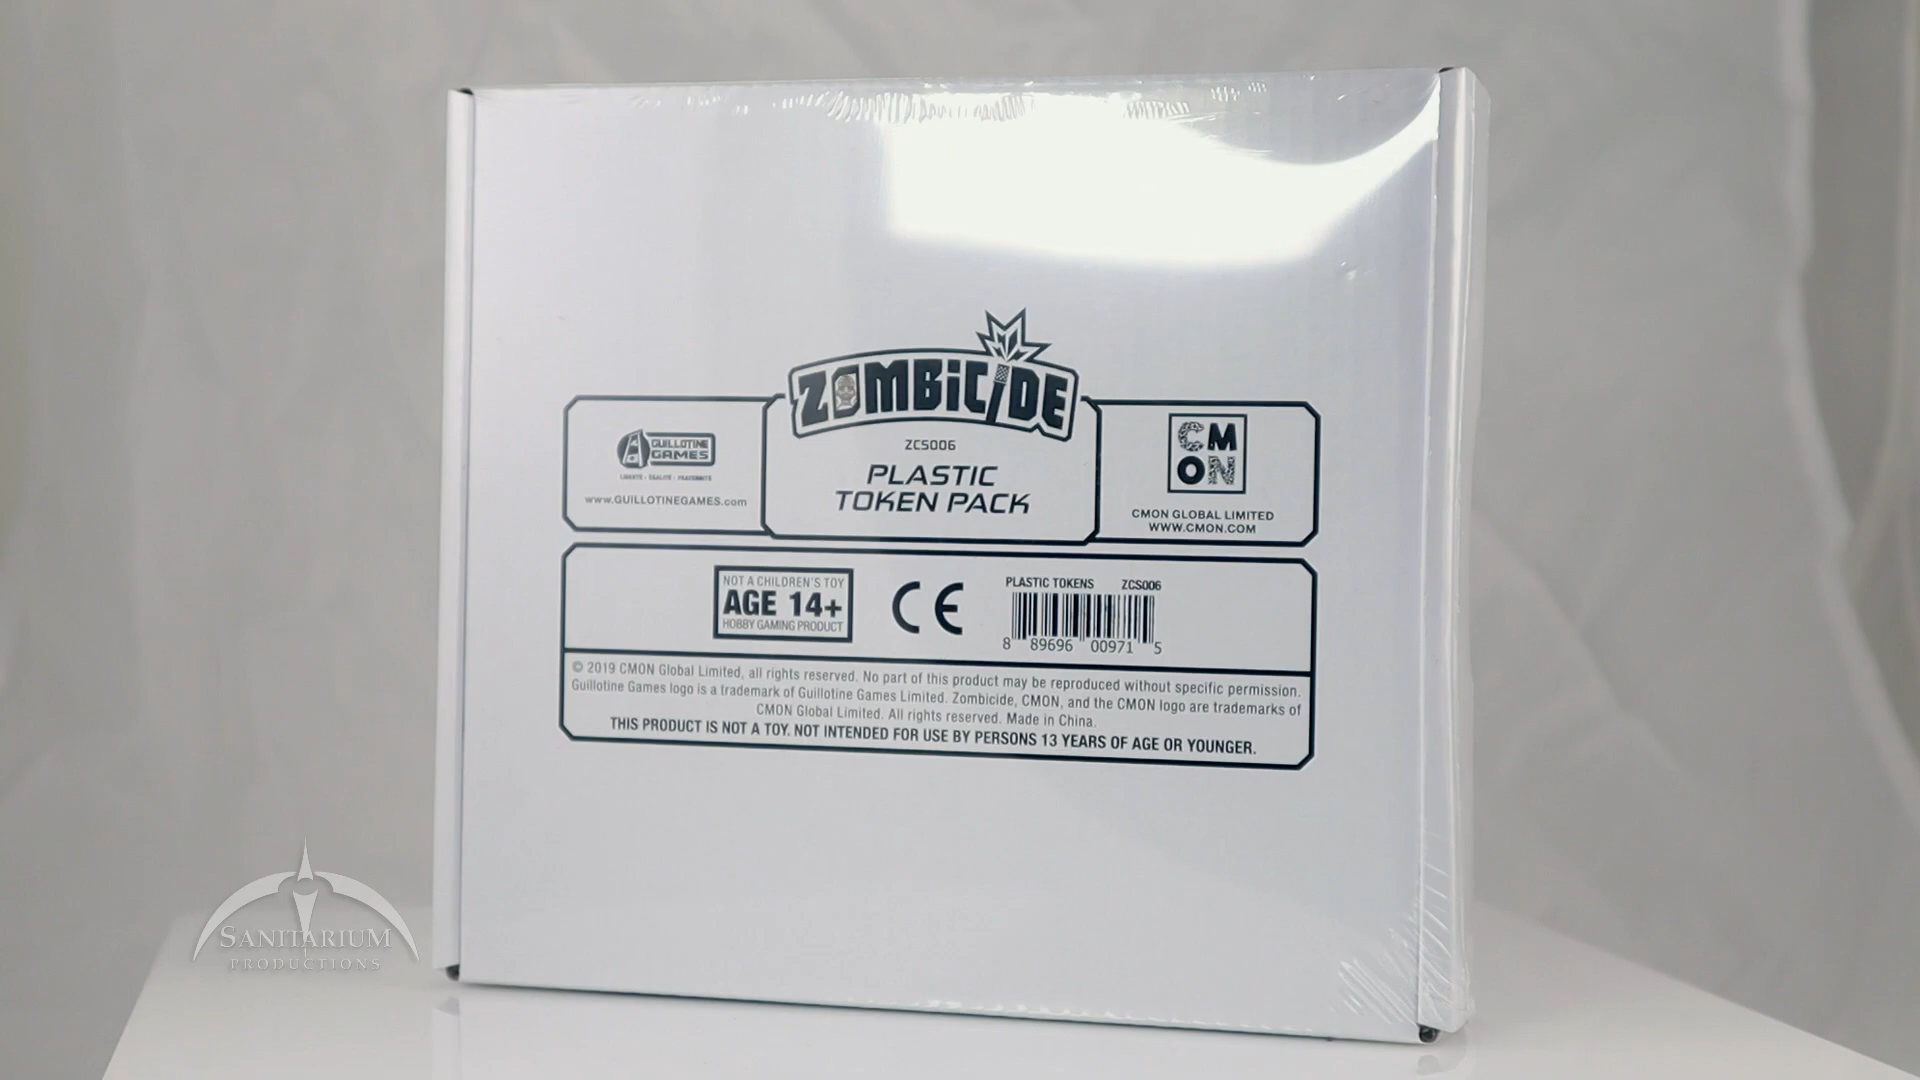 ZOMBiCiDE
ZCS006
PLASTIC
TOKEN PACK
GUILLOTINE
GAMES
LIBERTÉ · ÉGALITÉ · FRATERNITÉ
www.GUILLOTINEGAMES.com
CM
ON
CMON GLOBAL LIMITED
WWW.CMON.COM
NOT A CHILDREN'S TOY
AGE 14+
HOBBY GAMING PRODUCT
CE
PLASTIC TOKENS ZCS006
8 89696 00971 5
© 2019 CMON Global Limited, all rights reserved. No part of this product may be reproduced without specific permission.
Guillotine Games logo is a trademark of Guillotine Games Limited. Zombicide, CMON, and the CMON logo are trademarks of
CMON Global Limited. All rights reserved. Made in China.
THIS PRODUCT IS NOT A TOY. NOT INTENDED FOR USE BY PERSONS 13 YEARS OF AGE OR YOUNGER.
SANITARIUM
PRODUCTIONS